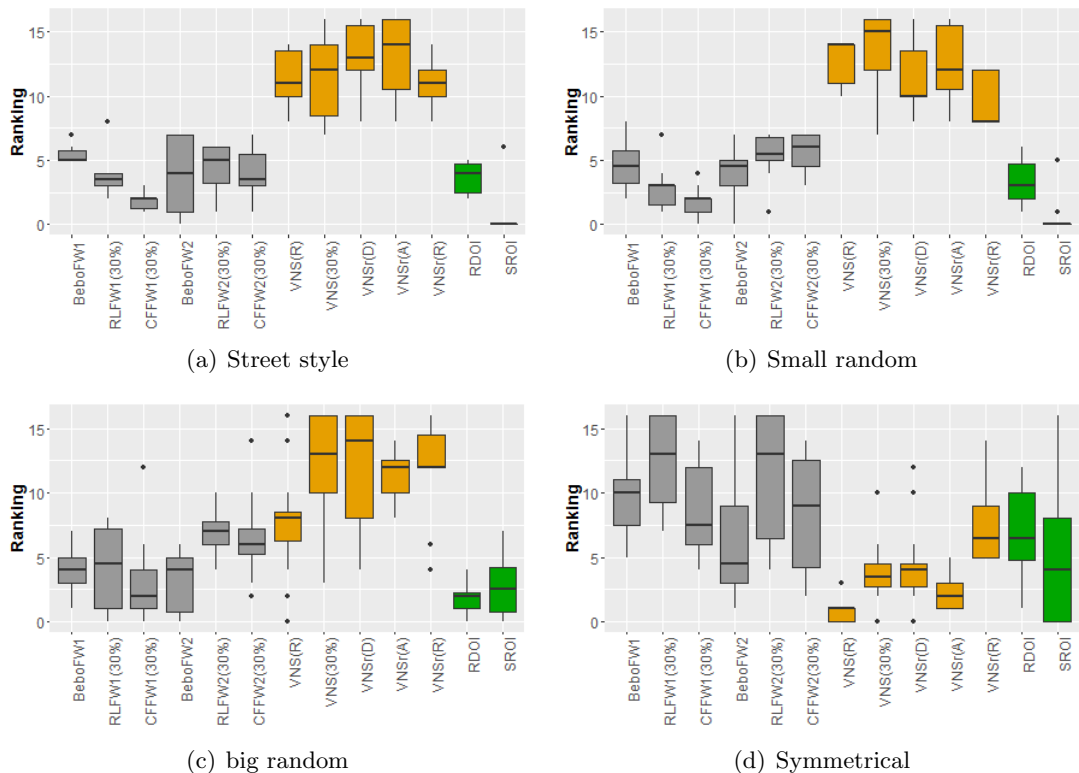 Ranking
15
10
5
0
BeboFW1
RLFW1(30%)
CFFW1(30%)
BeboFW2
RLFW2(30%)
CFFW2(30%)
VNS(R)
VNS(30%)
VNSr(D)
VNSr(A)
VNSr(R)
RDOI
SROI
(a) Street style
Ranking
15
10
5
0
BeboFW1
RLFW1(30%)
CFFW1(30%)
BeboFW2
RLFW2(30%)
CFFW2(30%)
VNS(R)
VNS(30%)
VNSr(D)
VNSr(A)
VNSr(R)
RDOI
SROI
(b) Small random
Ranking
15
10
5
0
BeboFW1
RLFW1(30%)
CFFW1(30%)
BeboFW2
RLFW2(30%)
CFFW2(30%)
VNS(R)
VNS(30%)
VNSr(D)
VNSr(A)
VNSr(R)
RDOI
SROI
(c) big random
Ranking
15
10
5
0
BeboFW1
RLFW1(30%)
CFFW1(30%)
BeboFW2
RLFW2(30%)
CFFW2(30%)
VNS(R)
VNS(30%)
VNSr(D)
VNSr(A)
VNSr(R)
RDOI
SROI
(d) Symmetrical